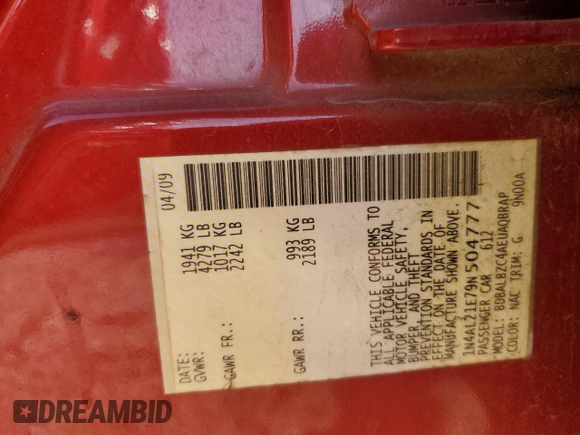 DATE: 04/09
GVWR: 1941 KG
4279 LB
GAWR FR.: 1017 KG
2242 LB
GAWR RR.: 993 KG
2189 LB
THIS VEHICLE CONFORMS TO
ALL APPLICABLE FEDERAL
MOTOR VEHICLE SAFETY,
BUMPER, AND THEFT
PREVENTION STANDARDS IN
EFFECT ON THE DATE OF
MANUFACTURE SHOWN ABOVE.
1N4AL21E79N504777
PASSENGER CAR 612
MODEL: BDBALBZC4AEUAQBBAP
COLOR: NAC TRIM: G 9N00A
DREAMBID